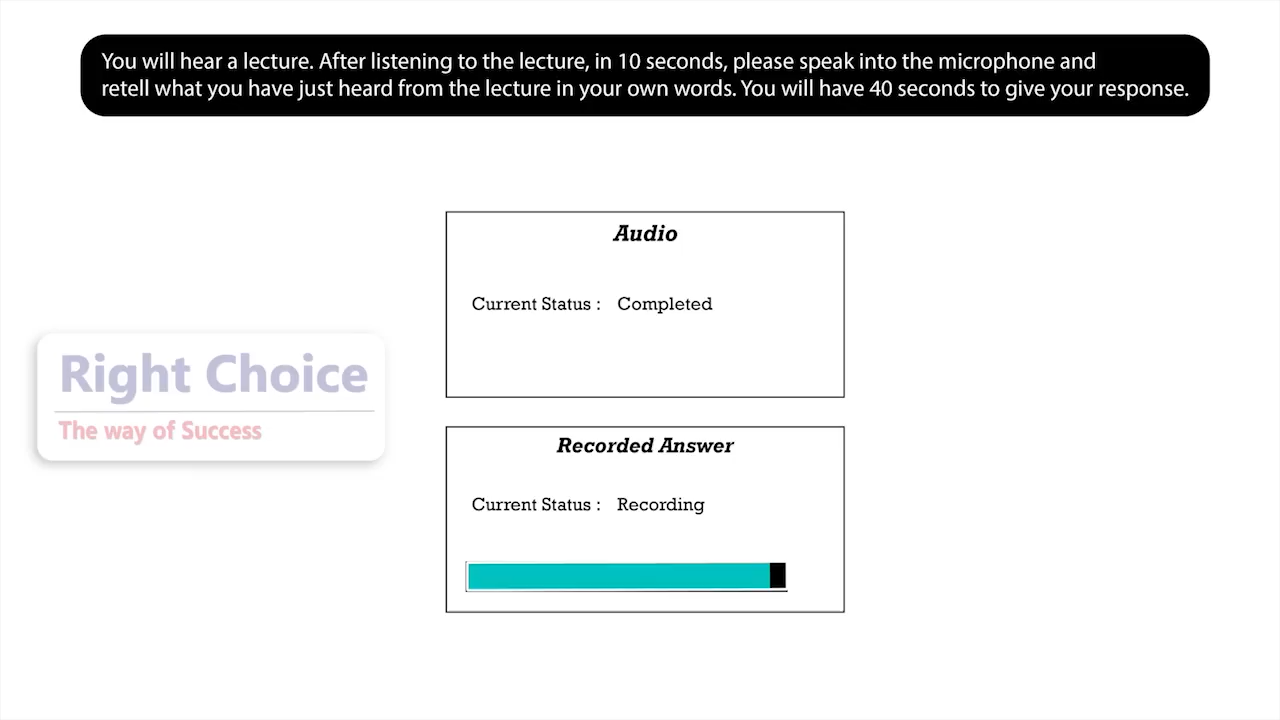 You will hear a lecture. After listening to the lecture, in 10 seconds, please speak into the microphone and
retell what you have just heard from the lecture in your own words. You will have 40 seconds to give your response.
Audio
Current Status : Completed
Right Choice
The way of Success
Recorded Answer
Current Status : Recording